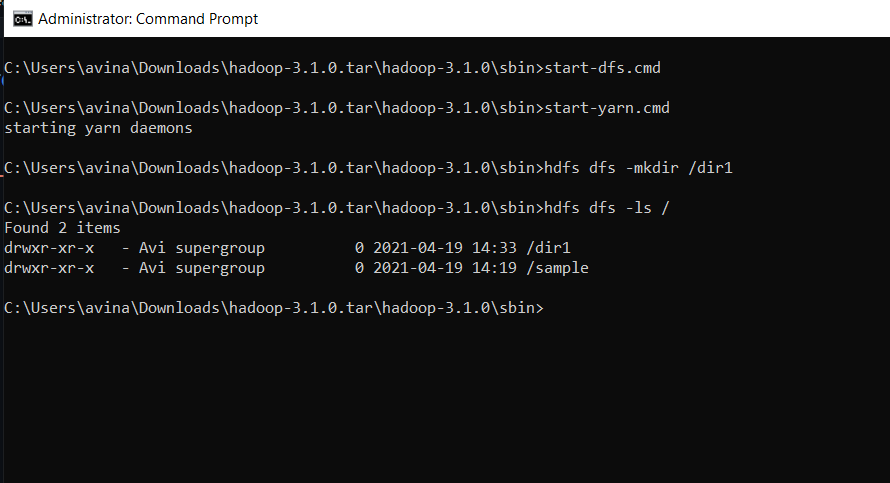 Administrator: Command Prompt
C:\Users\avina\Downloads\hadoop-3.1.0.tar\hadoop-3.1.0\sbin>start-dfs.cmd
C:\Users\avina\Downloads\hadoop-3.1.0.tar\hadoop-3.1.0\sbin>start-yarn.cmd
starting yarn daemons
C:\Users\avina\Downloads\hadoop-3.1.0.tar\hadoop-3.1.0\sbin>hdfs dfs -mkdir /dir1
C:\Users\avina\Downloads\hadoop-3.1.0.tar\hadoop-3.1.0\sbin>hdfs dfs -ls /
Found 2 items
drwxr-xr-x   - Avi supergroup          0 2021-04-19 14:33 /dir1
drwxr-xr-x   - Avi supergroup          0 2021-04-19 14:19 /sample
C:\Users\avina\Downloads\hadoop-3.1.0.tar\hadoop-3.1.0\sbin>